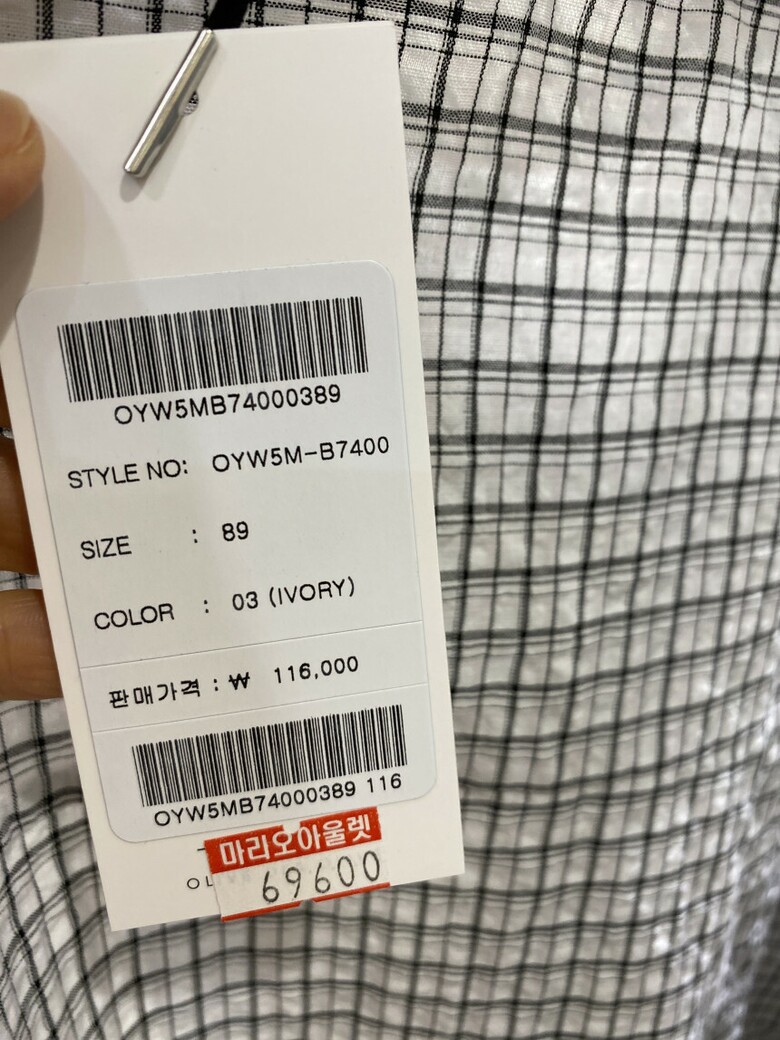 OYW5MB74000389
STYLE NO: OYW5M-B7400
SIZE : 89
COLOR : 03 (IVORY)
판매가격 : ₩ 116,000
OYW5MB74000389 116
마리오아울렛
69600